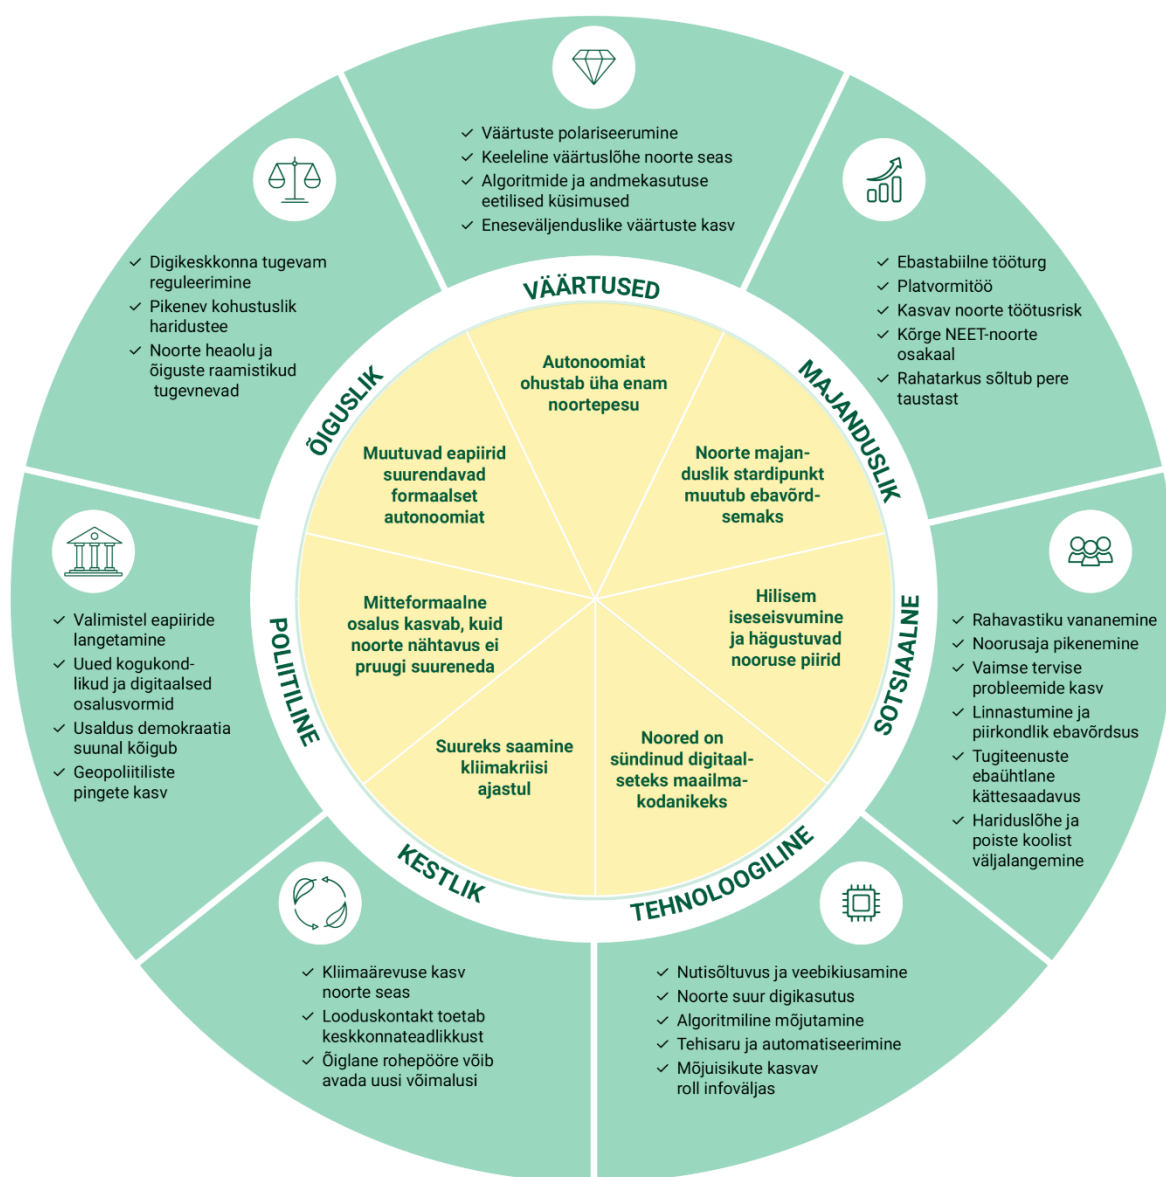 ✓ Väärtuste polariseerumine
✓ Keeleline väärtuslõhe noorte seas
✓ Algoritmide ja andmekasutuse
eetilised küsimused
✓ Eneseväljenduslike väärtuste kasv
VÄÄRTUSED
Autonoomiat
ohustab üha enam
noortepesu
✓ Ebastabiilne tööturg
✓ Platvormitöö
✓ Kasvav noorte töötusrisk
✓ Kõrge NEET-noorte
osakaal
✓ Rahatarkus sõltub pere
taustast
MAJANDUSLIK
Noorte majan-
duslik stardipunkt
muutub ebavõrd-
semaks
✓ Rahavastiku vananemine
✓ Noorusaja pikenemine
✓ Vaimse tervise
probleemide kasv
✓ Linnastumine ja
piirkondlik ebavõrdsus
✓ Tugiteenuste
ebaühtlane
kättesaadavus
✓ Hariduslõhe ja
poiste koolist
väljalangemine
SOTSIAALNE
Hilisem
iseseisvumine
ja hägustuvad
nooruse piirid
✓ Nutisõltuvus ja veebikiusamine
✓ Noorte suur digikasutus
✓ Algoritmiline mõjutamine
✓ Tehisaru ja automatiseerimine
✓ Mõjuisikute kasvav
roll infoväljas
TEHNOLOOGILINE
Noored on
sündinud digitaal-
seteks maailma-
kodanikeks
✓ Kliimaärevuse kasv
noorte seas
✓ Looduskontakt toetab
keskkonnateadlikkust
✓ Õiglane rohepööre võib
avada uusi võimalusi
KESTLIK
Suureks saamine
kliimakriisi
ajastul
✓ Valimistel eapiiride
langetamine
✓ Uued kogukond-
likud ja digitaalsed
osalusvormid
✓ Usaldus demokraatia
suunal kõigub
✓ Geopoliitiliste
pingete kasv
POLIITILINE
Mitteformaalne
osalus kasvab, kuid
noorte nähtavus ei
pruugi suureneda
✓ Digikeskkonna tugevam
reguleerimine
✓ Pikenev kohustuslik
haridustee
✓ Noorte heaolu ja
õiguste raamistikud
tugevnevad
ÕIGUSLIK
Muutuvad eapiirid
suurendavad
formaalset
autonoomiat